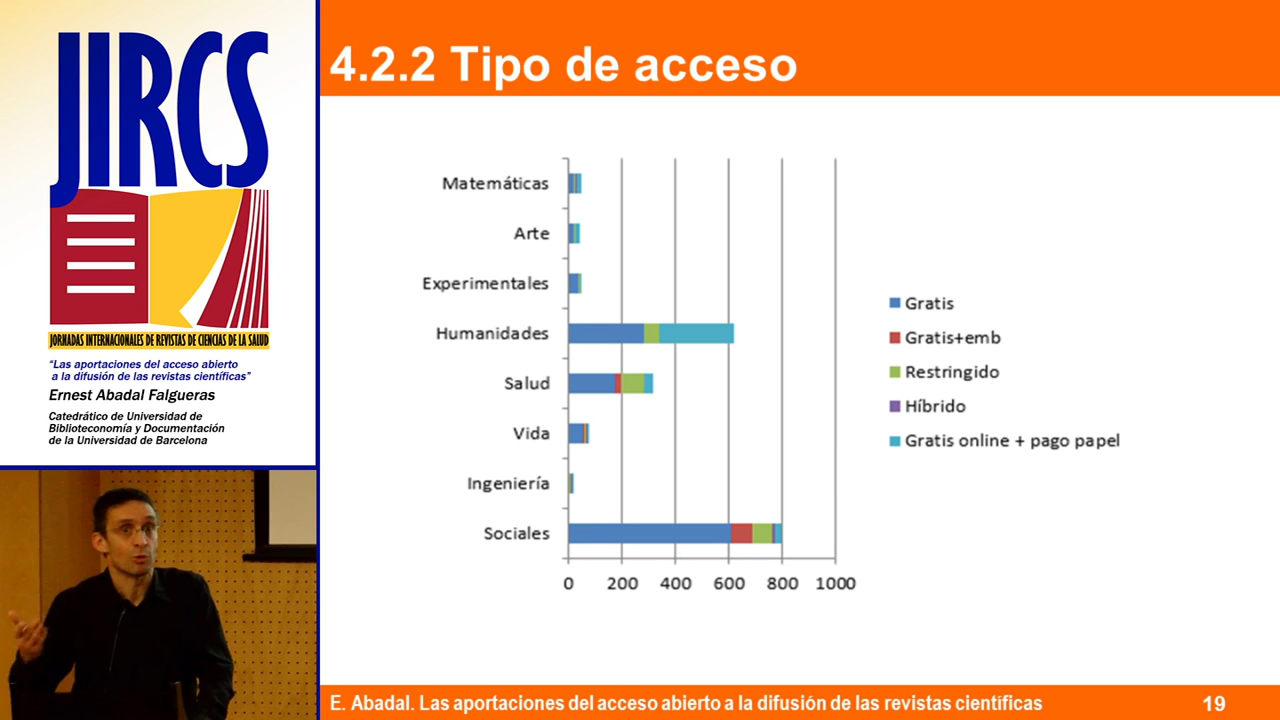 JIRCS
JORNADAS INTERNACIONALES DE REVISTAS DE CIENCIAS DE LA SALUD
“Las aportaciones del acceso abierto
a la difusión de las revistas científicas”
Ernest Abadal Falgueras
Catedrático de Universidad de
Biblioteconomía y Documentación
de la Universidad de Barcelona
4.2.2 Tipo de acceso
Matemáticas
Arte
Experimentales
Humanidades
Salud
Vida
Ingeniería
Sociales
0 200 400 600 800 1000
Gratis
Gratis+emb
Restringido
Híbrido
Gratis online + pago papel
E. Abadal. Las aportaciones del acceso abierto a la difusión de las revistas científicas 19